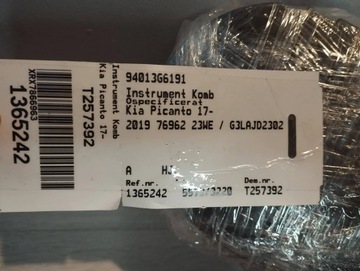 94013G6191
Instrument Komb
Ospecificerat
Kia Picanto 17-
2019 76962 23WE / G3LAJD2302
A HJ
Ref.nr. Dem.nr.
1365242 T257392
Instrument Komb
Kia Picanto 17-
T257392
1365242